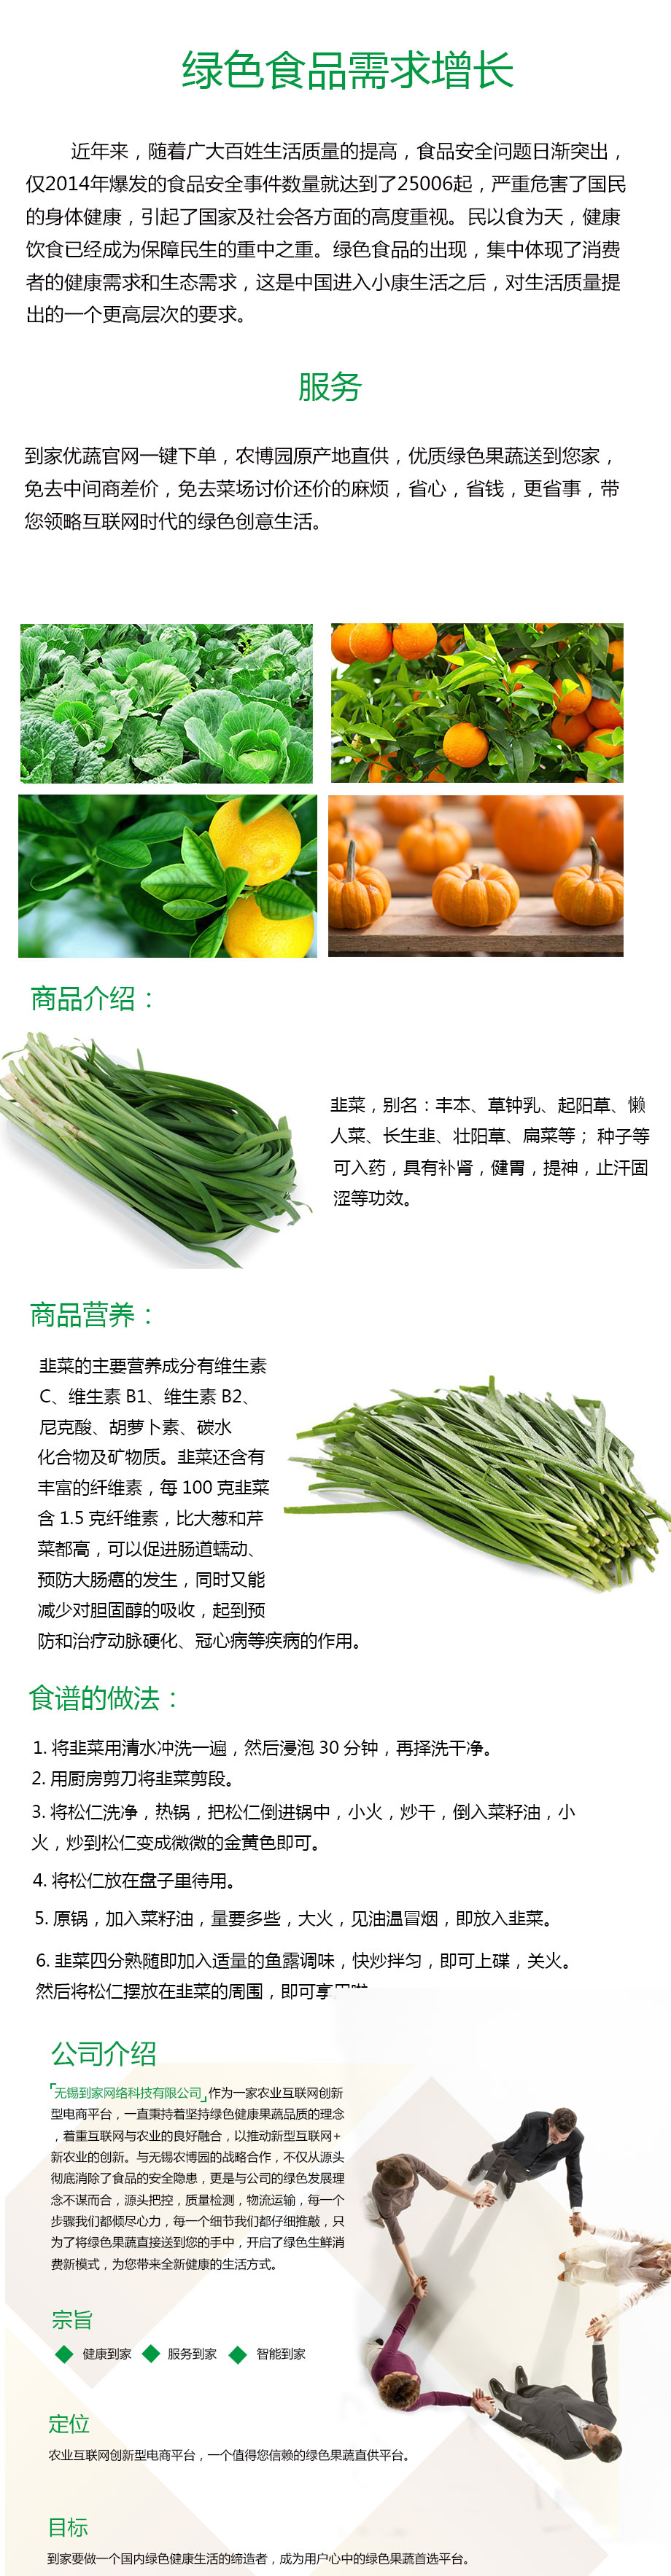 绿色食品需求增长
近年来，随着广大百姓生活质量的提高，食品安全问题日渐突出，
仅2014年爆发的食品安全事件数量就达到了25006起，严重危害了国民
的身体健康，引起了国家及社会各方面的高度重视。民以食为天，健康
饮食已经成为保障民生的重中之重。绿色食品的出现，集中体现了消费
者的健康需求和生态需求，这是中国进入小康生活之后，对生活质量提
出的一个更高层次的要求。
服务
到家优蔬官网一键下单，农博园原产地直供，优质绿色果蔬送到您家，
免去中间商差价，免去菜场讨价还价的麻烦，省心，省钱，更省事，带
您领略互联网时代的绿色创意生活。
商品介绍：
韭菜，别名：丰本、草钟乳、起阳草、懒
人菜、长生韭、壮阳草、扁菜等；种子等
可入药，具有补肾，健胃，提神，止汗固
涩等功效。
商品营养：
韭菜的主要营养成分有维生素
C、维生素 B1、维生素 B2、
尼克酸、胡萝卜素、碳水
化合物及矿物质。韭菜还含有
丰富的纤维素，每 100 克韭菜
含 1.5 克纤维素，比大葱和芹
菜都高，可以促进肠道蠕动、
预防大肠癌的发生，同时又能
减少对胆固醇的吸收，起到预
防和治疗动脉硬化、冠心病等疾病的作用。
食谱的做法：
1. 将韭菜用清水冲洗一遍，然后浸泡 30 分钟，再择洗干净。
2. 用厨房剪刀将韭菜剪段。
3. 将松仁洗净，热锅，把松仁倒进锅中，小火，炒干，倒入菜籽油，小
火，炒到松仁变成微微的金黄色即可。
4. 将松仁放在盘子里待用。
5. 原锅，加入菜籽油，量要多些，大火，见油温冒烟，即放入韭菜。
6. 韭菜四分熟随即加入适量的鱼露调味，快炒拌匀，即可上碟，关火。
然后将松仁摆放在韭菜的周围，即可享
公司介绍
「无锡到家网络科技有限公司」作为一家农业互联网创新
型电商平台，一直秉持着坚持绿色健康果蔬品质的理念
，着重互联网与农业的良好融合，以推动新型互联网+
新农业的创新。与无锡农博园的战略合作，不仅从源头
彻底消除了食品的安全隐患，更是与公司的绿色发展理
念不谋而合，源头把控，质量检测，物流运输，每一个
步骤我们都倾尽心力，每一个细节我们都仔细推敲，只
为了将绿色果蔬直接送到您的手中，开启了绿色生鲜消
费新模式，为您带来全新健康的生活方式。
宗旨
健康到家 服务到家 智能到家
定位
农业互联网创新型电商平台，一个值得您信赖的绿色果蔬直供平台。
目标
到家要做一个国内绿色健康生活的缔造者，成为用户心中的绿色果蔬首选平台。